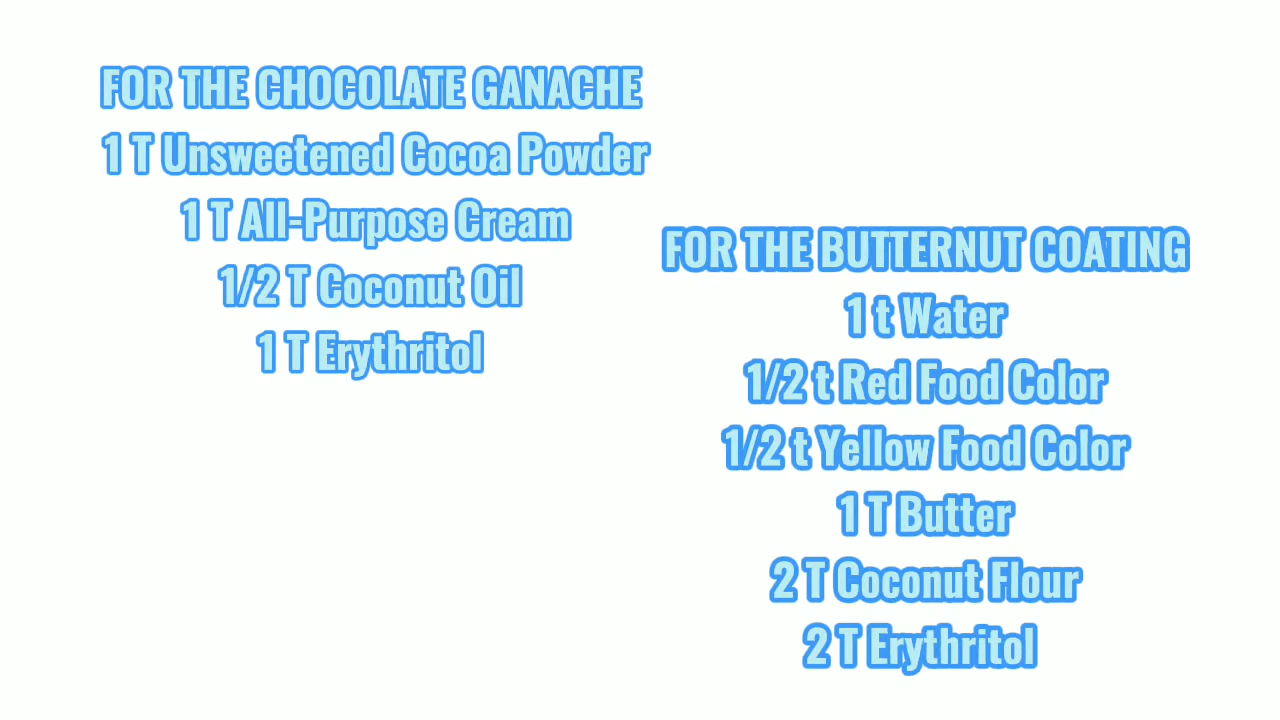 FOR THE CHOCOLATE GANACHE
1 T Unsweetened Cocoa Powder
1 T All-Purpose Cream
1/2 T Coconut Oil
1 T Erythritol
FOR THE BUTTERNUT COATING
1 t Water
1/2 t Red Food Color
1/2 t Yellow Food Color
1 T Butter
2 T Coconut Flour
2 T Erythritol